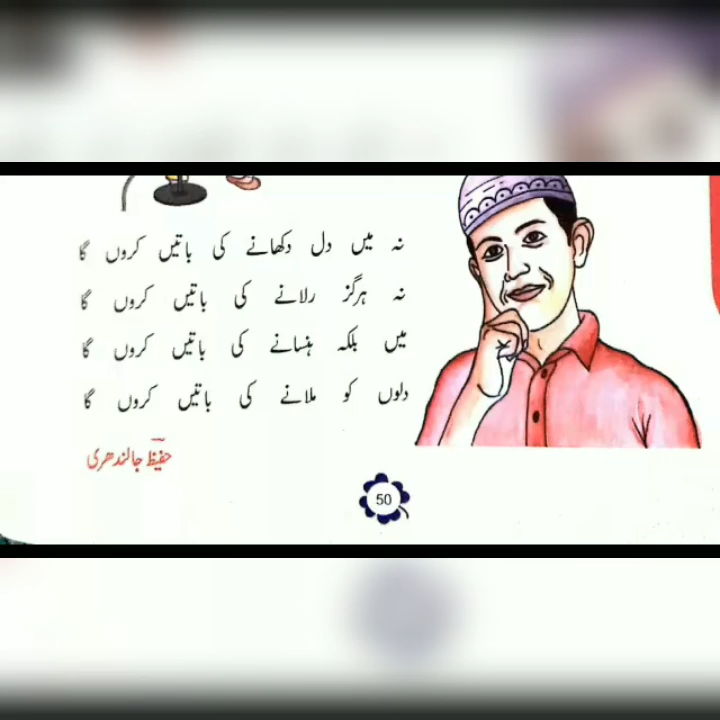 نہ میں دل دکھانے کی باتیں کروں گا
نہ ہرگز رلانے کی باتیں کروں گا
میں بلکہ ہنسانے کی باتیں کروں گا
دلوں کو ملانے کی باتیں کروں گا
حفیظ جالندھری
50